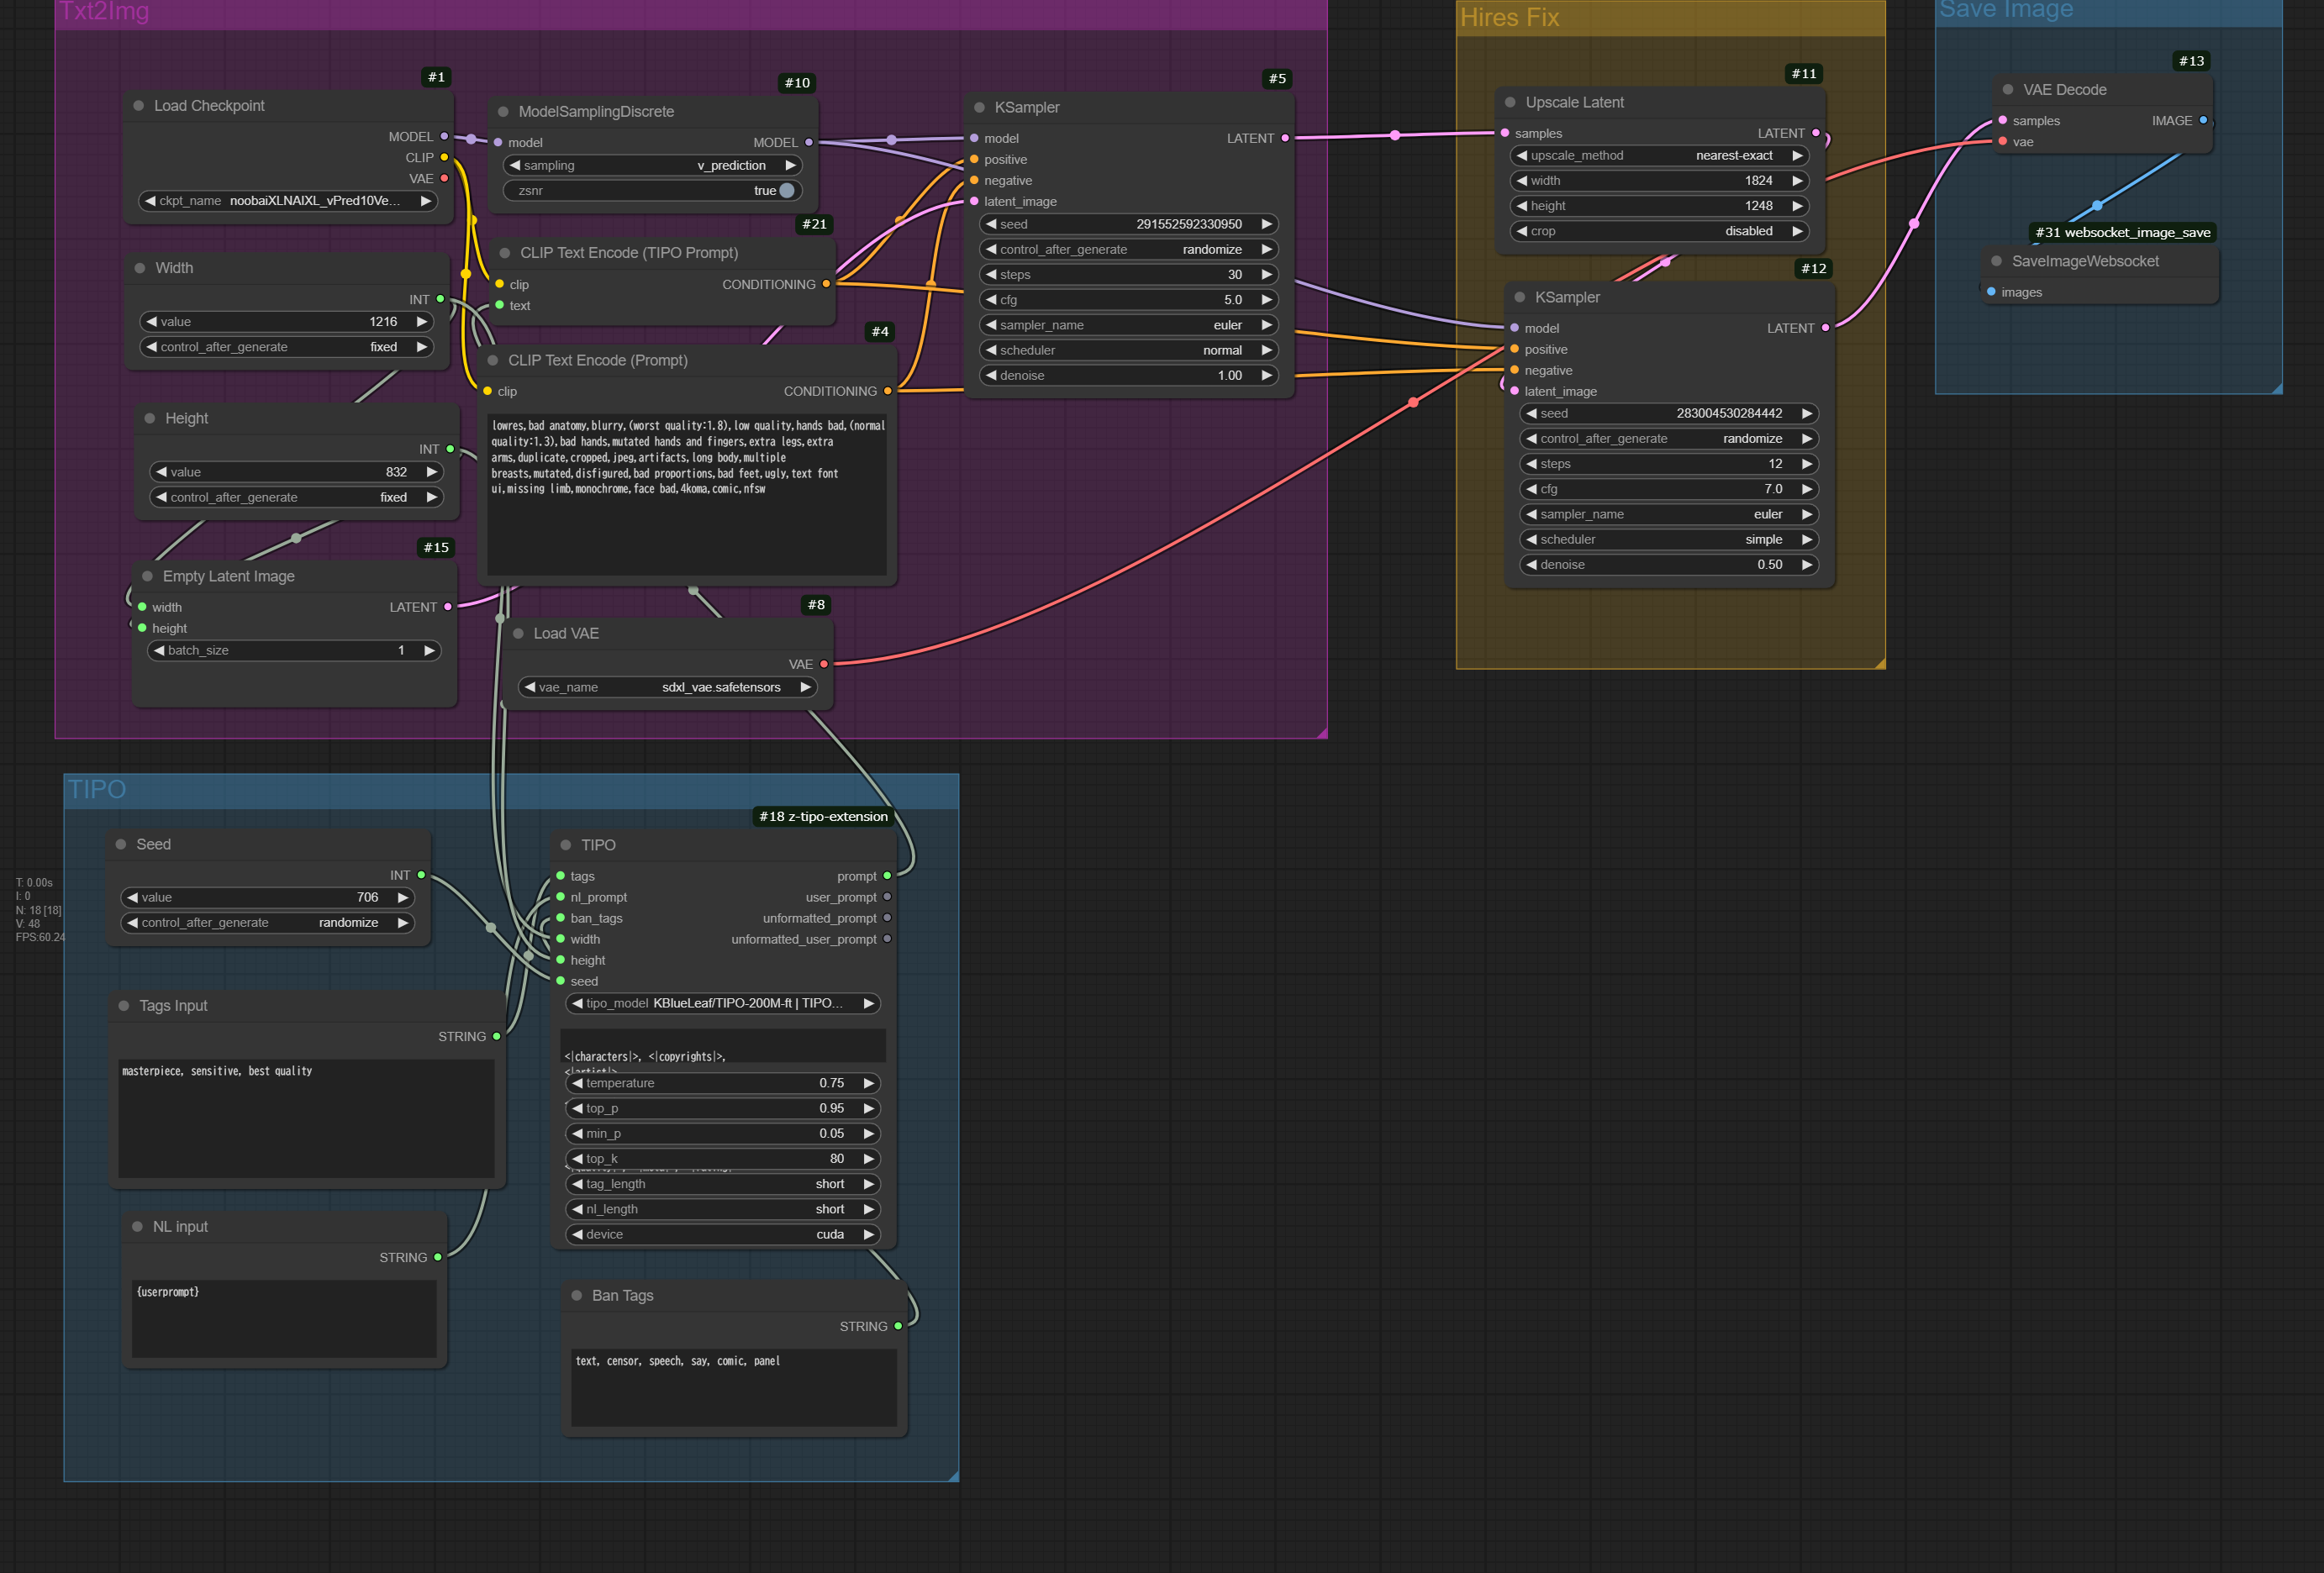 Txt2Img
#1
Load Checkpoint
MODEL
CLIP
VAE
ckpt_name noobaiXLNAIXL_vPred10Ve...
Width
INT
value 1216
control_after_generate fixed
Height
INT
value 832
control_after_generate fixed
#15
Empty Latent Image
width LATENT
height
batch_size 1
#10
ModelSamplingDiscrete
model MODEL
sampling v_prediction
zsnr true
#21
CLIP Text Encode (TIPO Prompt)
clip CONDITIONING
text
#4
CLIP Text Encode (Prompt)
clip CONDITIONING
lowres,bad anatomy,blurry,(worst quality:1.8),low quality,hands bad,(normal
quality:1.3),bad hands,mutated hands and fingers,extra legs,extra
arms,duplicate,cropped,jpeg,artifacts,long body,multiple
breasts,mutated,disfigured,bad proportions,bad feet,ugly,text font
ui,missing limb,monochrome,face bad,4koma,comic,nfsw
#8
Load VAE
VAE
vae_name sdxl_vae.safetensors
#5
KSampler
model LATENT
positive
negative
latent_image
seed 291552592330950
control_after_generate randomize
steps 30
cfg 5.0
sampler_name euler
scheduler normal
denoise 1.00
Hires Fix
#11
Upscale Latent
samples LATENT
upscale_method nearest-exact
width 1824
height 1248
crop disabled
#12
KSampler
model LATENT
positive
negative
latent_image
seed 283004530284442
control_after_generate randomize
steps 12
cfg 7.0
sampler_name euler
scheduler simple
denoise 0.50
Save Image
#13
VAE Decode
samples IMAGE
vae
#31 websocket_image_save
SaveImageWebsocket
images
TIPO
Seed
INT
value 706
control_after_generate randomize
T: 0.00s
I: 0
N: 18 [18]
V: 48
FPS:60.24
Tags Input
STRING
masterpiece, sensitive, best quality
NL input
STRING
{userprompt}
#18 z-tipo-extension
TIPO
tags prompt
nl_prompt user_prompt
ban_tags unformatted_prompt
width unformatted_user_prompt
height
seed
tipo_model KBlueLeaf/TIPO-200M-ft | TIPO...
<|characters|>, <|copyrights|>,
<|artist|>
temperature 0.75
top_p 0.95
min_p 0.05
top_k 80
tag_length short
nl_length short
device cuda
Ban Tags
STRING
text, censor, speech, say, comic, panel